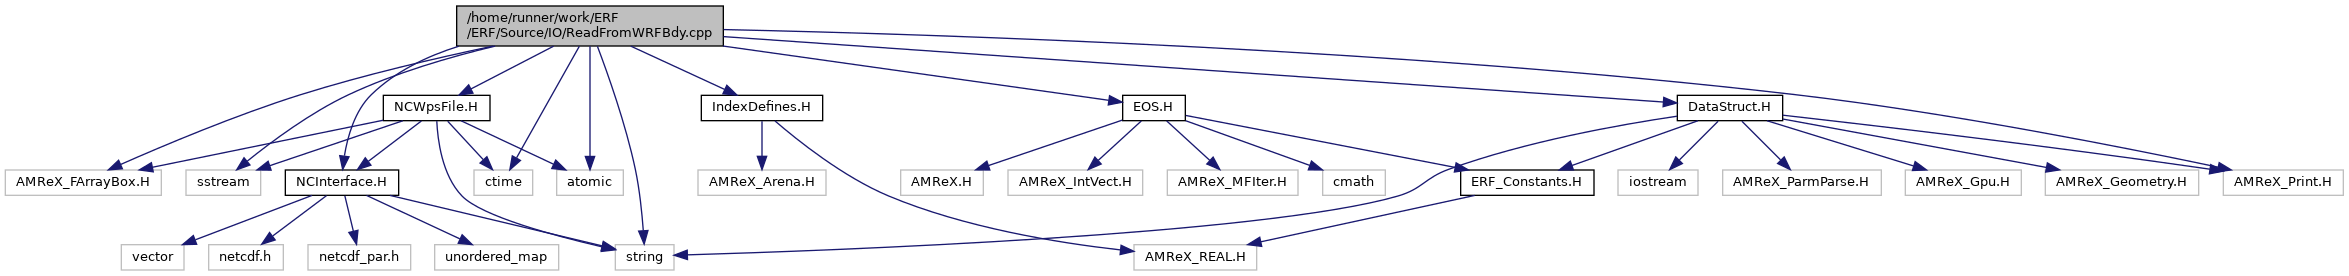 /home/runner/work/ERF
/ERF/Source/IO/ReadFromWRFBdy.cpp
NCWpsFile.H
IndexDefines.H
EOS.H
DataStruct.H
AMReX_FArrayBox.H
sstream
NCInterface.H
ctime
atomic
AMReX_Arena.H
AMReX.H
AMReX_IntVect.H
AMReX_MFIter.H
cmath
ERF_Constants.H
iostream
AMReX_ParmParse.H
AMReX_Gpu.H
AMReX_Geometry.H
AMReX_Print.H
vector
netcdf.h
netcdf_par.h
unordered_map
string
AMReX_REAL.H